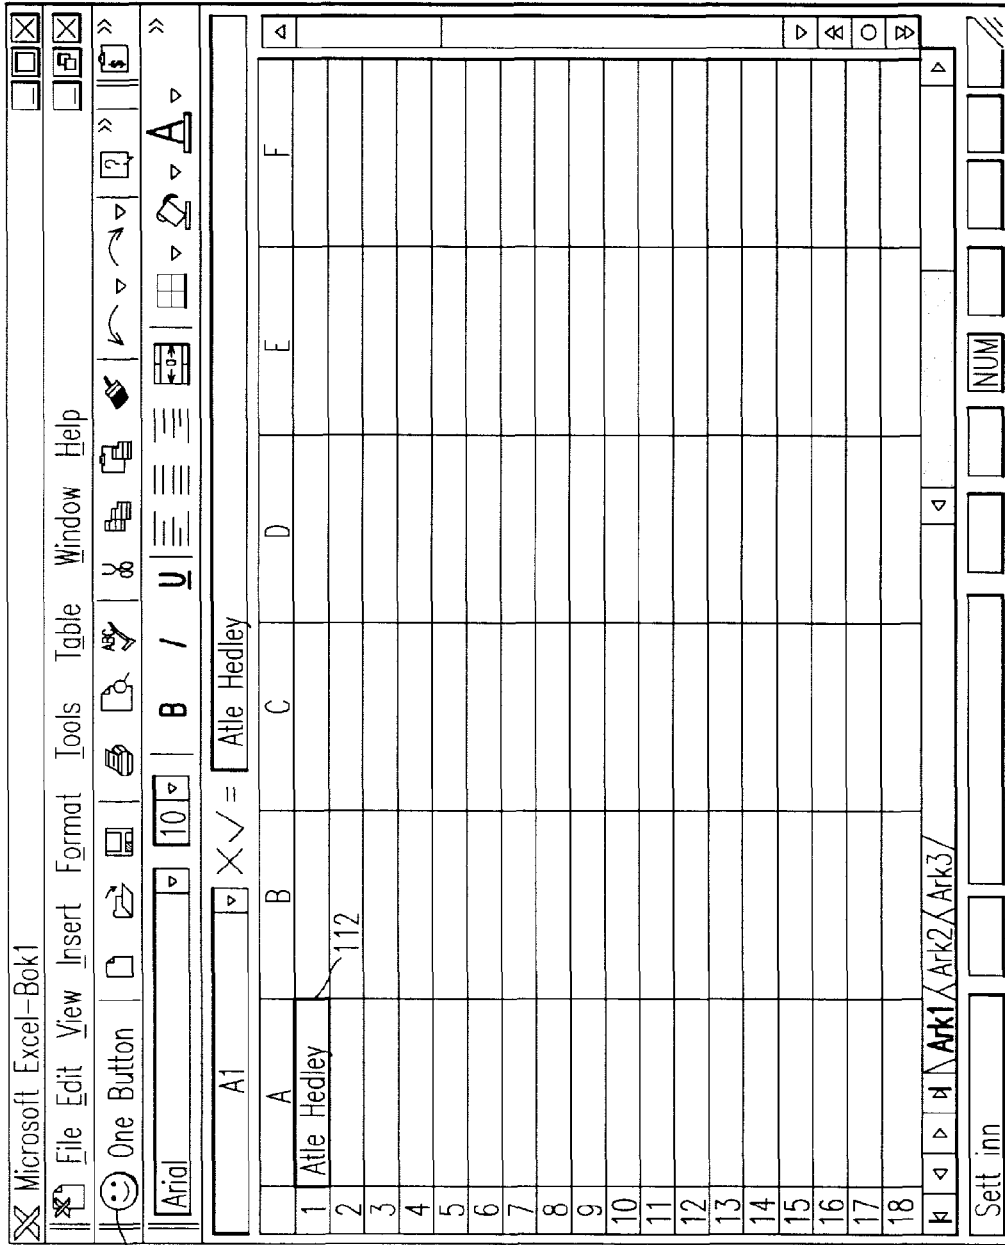 Microsoft Excel-Bok1
File Edit View Insert Format Tools Table Window Help
One Button ABC ? $
Arial 10 B / U A
A1 X ✓ = Atle Hedley
A B C D E F
1 Atle Hedley
112
2
3
4
5
6
7
8
9
10
11
12
13
14
15
16
17
18
Ark1 Ark2 Ark3
Sett inn NUM